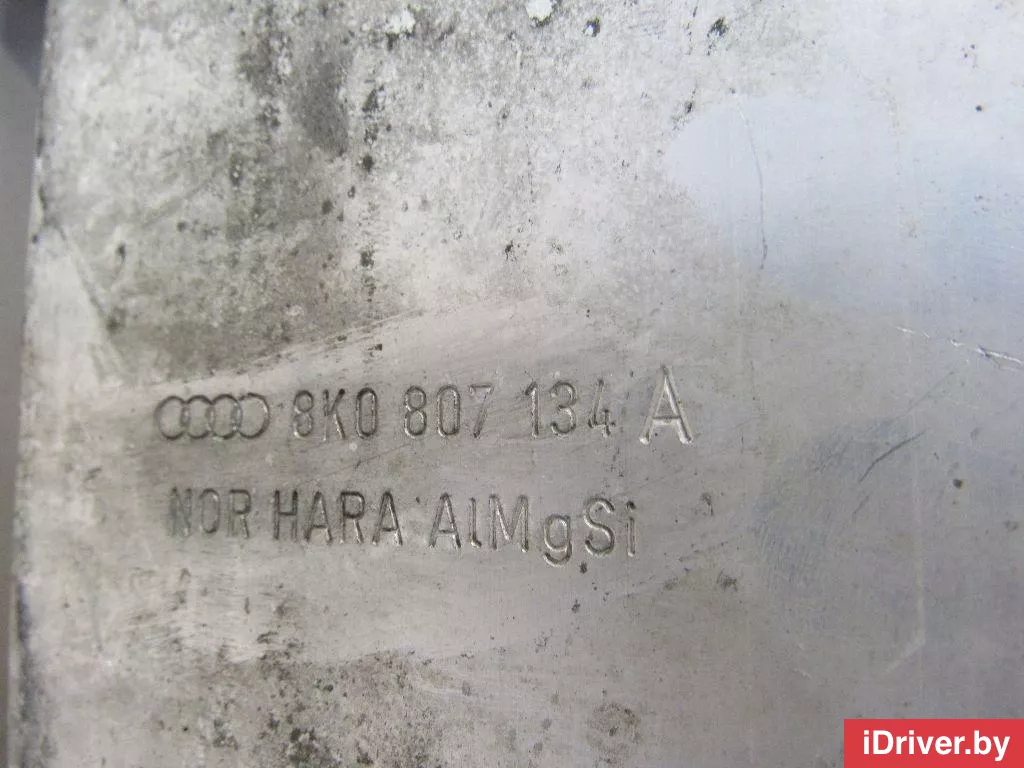 8K0 807 134 A
NOR HARA AlMgSi
iDriver.by